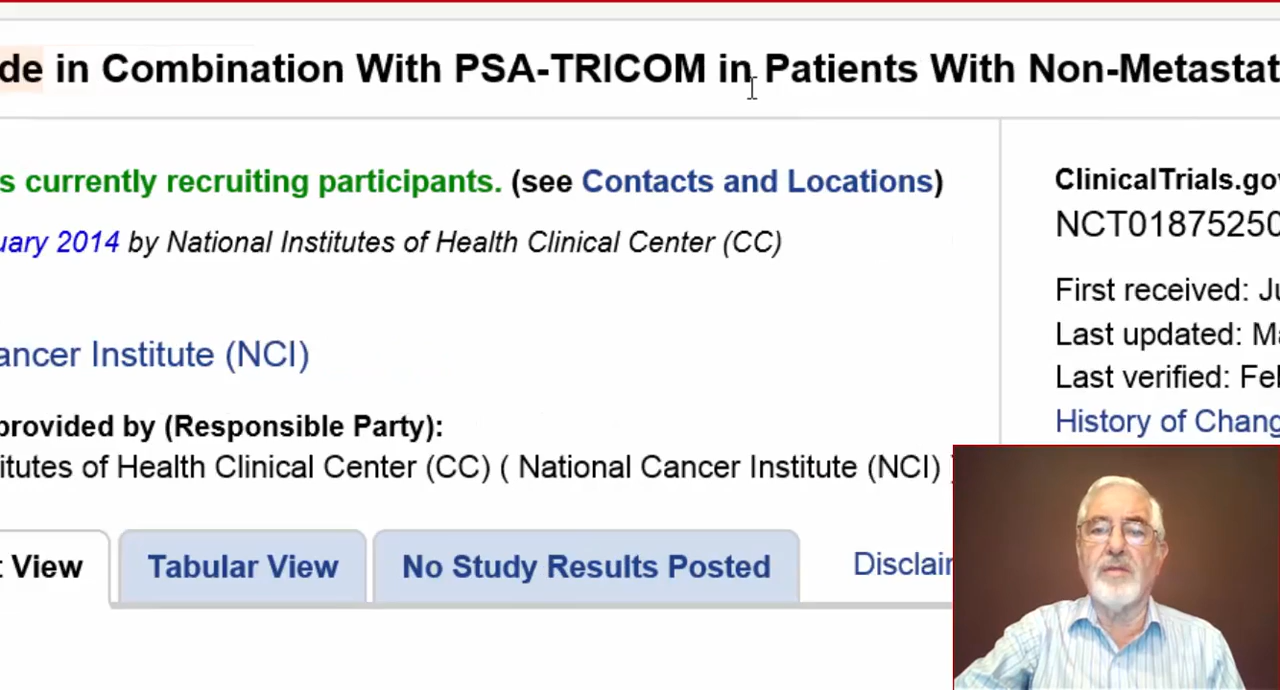 de in Combination With PSA-TRICOM in Patients With Non-Metastat
s currently recruiting participants. (see Contacts and Locations)
uary 2014 by National Institutes of Health Clinical Center (CC)
ancer Institute (NCI)
provided by (Responsible Party):
itutes of Health Clinical Center (CC) ( National Cancer Institute (NCI) )
ClinicalTrials.gov
NCT01875250
First received: Ju
Last updated: Ma
Last verified: Feb
History of Chang
t View
Tabular View
No Study Results Posted
Disclaim